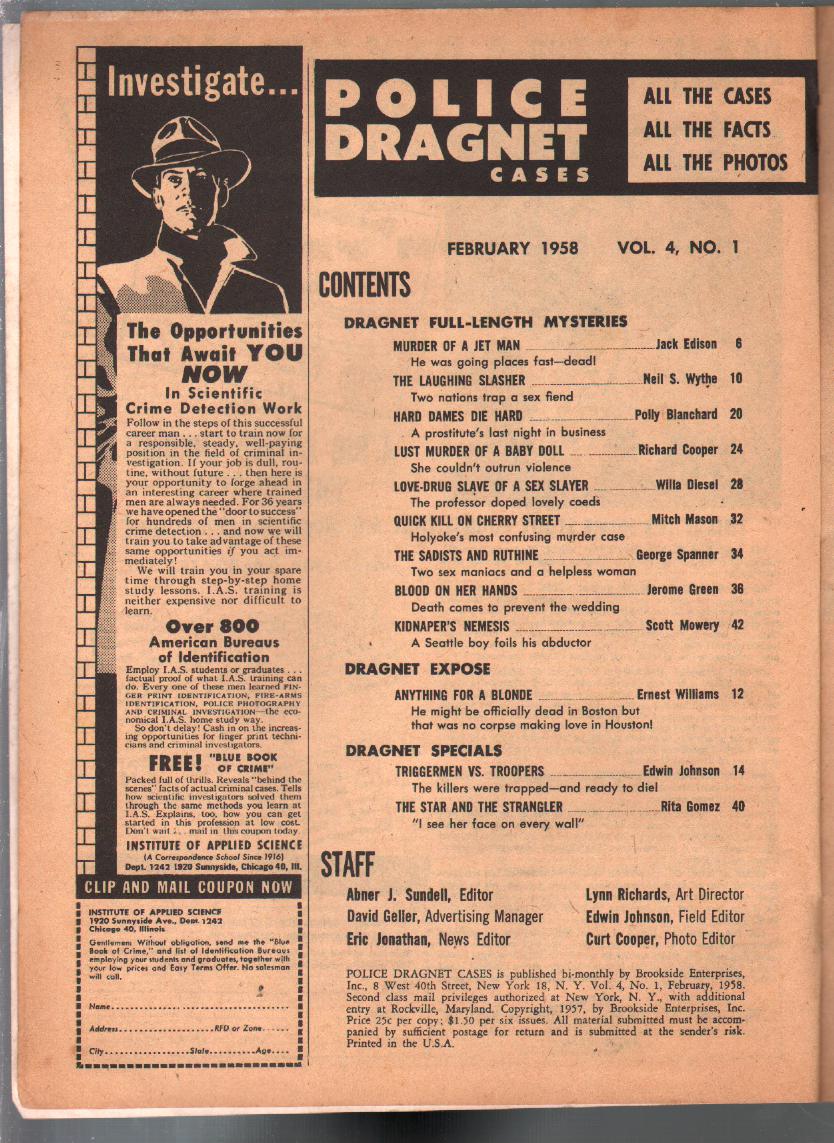 Investigate...
The Opportunities
That Await YOU
NOW
In Scientific
Crime Detection Work
Follow in the steps of this successful
career man . . . start to train now for
a responsible, steady, well-paying
position in the field of criminal in-
vestigation. If your job is dull, rou-
tine, without future . . . then here is
your opportunity to forge ahead in
an interesting career where trained
men are always needed. For 36 years
we have opened the "door to success"
for hundreds of men in scientific
crime detection . . . and now we will
train you to take advantage of these
same opportunities if you act im-
mediately!
We will train you in your spare
time through step-by-step home
study lessons. I.A.S. training is
neither expensive nor difficult to
learn.
Over 800
American Bureaus
of Identification
Employ I.A.S. students or graduates . . .
factual proof of what I.A.S. training can
do. Every one of these men learned FIN-
GER PRINT IDENTIFICATION, FIRE-ARMS
IDENTIFICATION, POLICE PHOTOGRAPHY
AND CRIMINAL INVESTIGATION—the eco-
nomical I.A.S. home study way.
So don't delay! Cash in on the increas-
ing opportunities for finger print techni-
cians and criminal investigators.
FREE! "BLUE BOOK
OF CRIME"
Packed full of thrills. Reveals "behind the
scenes" facts of actual criminal cases. Tells
how scientific investigators solved them
through the same methods you learn at
I.A.S. Explains, too, how you can get
started in this profession at low cost.
Don't wait . . . mail in this coupon today.
INSTITUTE OF APPLIED SCIENCE
(A Correspondence School Since 1916)
Dept. 1242 1920 Sunnyside, Chicago 40, Ill.
CLIP AND MAIL COUPON NOW
INSTITUTE OF APPLIED SCIENCE
1920 Sunnyside Ave., Dept. 1242
Chicago 40, Illinois
Gentlemen: Without obligation, send me the "Blue
Book of Crime," and list of Identification Bureaus
employing your students and graduates, together with
your low prices and Easy Terms Offer. No salesman
will call.
Name
Address RFD or Zone
City State Age
POLICE
DRAGNET
CASES
ALL THE CASES
ALL THE FACTS
ALL THE PHOTOS
FEBRUARY 1958 VOL. 4, NO. 1
CONTENTS
DRAGNET FULL-LENGTH MYSTERIES
MURDER OF A JET MAN Jack Edison 6
He was going places fast—dead!
THE LAUGHING SLASHER Neil S. Wythe 10
Two nations trap a sex fiend
HARD DAMES DIE HARD Polly Blanchard 20
A prostitute's last night in business
LUST MURDER OF A BABY DOLL Richard Cooper 24
She couldn't outrun violence
LOVE-DRUG SLAVE OF A SEX SLAYER Willa Diesel 28
The professor doped lovely coeds
QUICK KILL ON CHERRY STREET Mitch Mason 32
Holyoke's most confusing murder case
THE SADISTS AND RUTHINE George Spanner 34
Two sex maniacs and a helpless woman
BLOOD ON HER HANDS Jerome Green 36
Death comes to prevent the wedding
KIDNAPER'S NEMESIS Scott Mowery 42
A Seattle boy foils his abductor
DRAGNET EXPOSE
ANYTHING FOR A BLONDE Ernest Williams 12
He might be officially dead in Boston but
that was no corpse making love in Houston!
DRAGNET SPECIALS
TRIGGERMEN VS. TROOPERS Edwin Johnson 14
The killers were trapped—and ready to die!
THE STAR AND THE STRANGLER Rita Gomez 40
"I see her face on every wall"
STAFF
Abner J. Sundell, Editor
David Geller, Advertising Manager
Eric Jonathan, News Editor
Lynn Richards, Art Director
Edwin Johnson, Field Editor
Curt Cooper, Photo Editor
POLICE DRAGNET CASES is published bi-monthly by Brookside Enterprises,
Inc., 8 West 40th Street, New York 18, N. Y. Vol. 4, No. 1, February, 1958.
Second class mail privileges authorized at New York, N. Y., with additional
entry at Rockville, Maryland. Copyright, 1957, by Brookside Enterprises, Inc.
Price 25c per copy; $1.50 per six issues. All material submitted must be accom-
panied by sufficient postage for return and is submitted at the sender's risk.
Printed in the U.S.A.